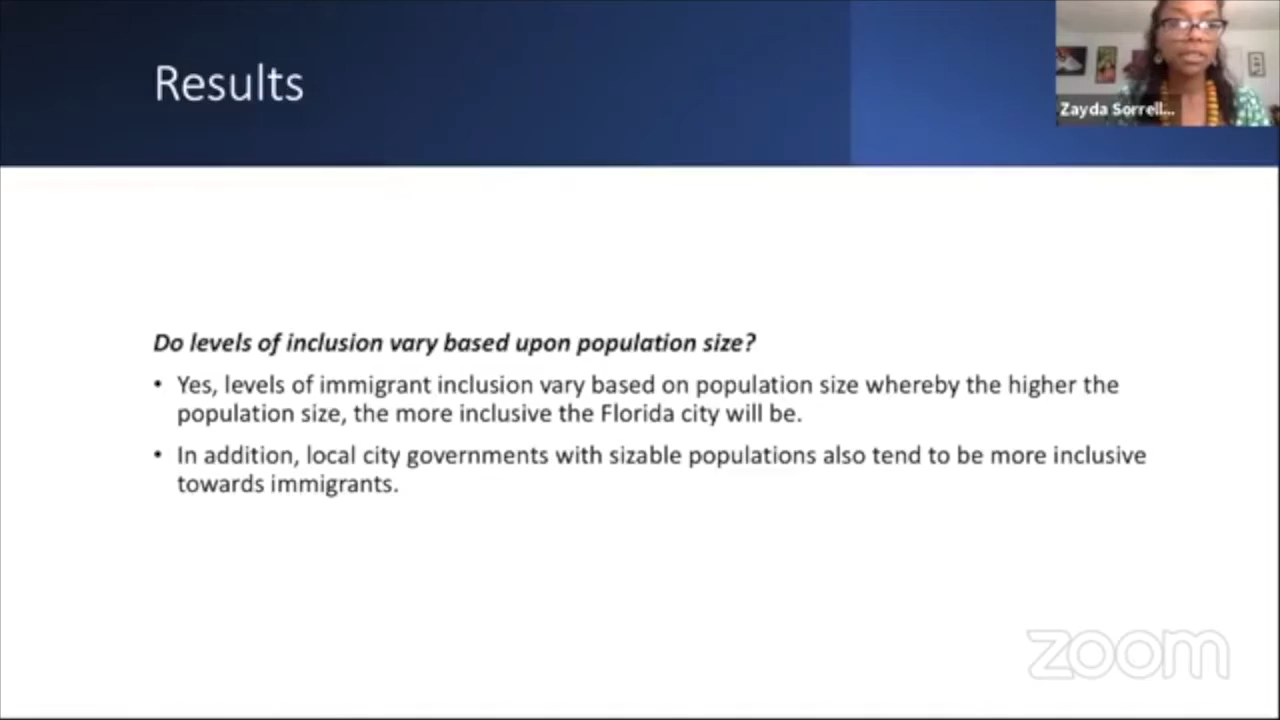 Results
Zayda Sorrell...
Do levels of inclusion vary based upon population size?
• Yes, levels of immigrant inclusion vary based on population size whereby the higher the
population size, the more inclusive the Florida city will be.
• In addition, local city governments with sizable populations also tend to be more inclusive
towards immigrants.
zoom